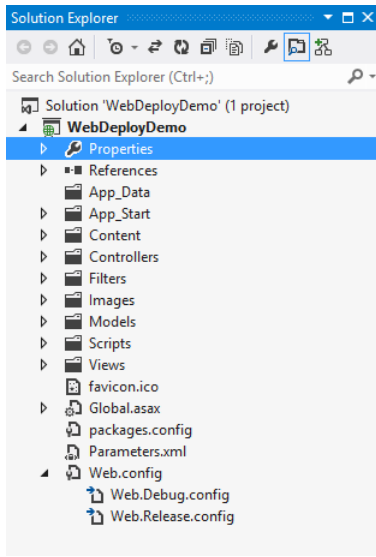 Solution Explorer
Search Solution Explorer (Ctrl+;)
Solution 'WebDeployDemo' (1 project)
WebDeployDemo
Properties
References
App_Data
App_Start
Content
Controllers
Filters
Images
Models
Scripts
Views
favicon.ico
Global.asax
packages.config
Parameters.xml
Web.config
Web.Debug.config
Web.Release.config